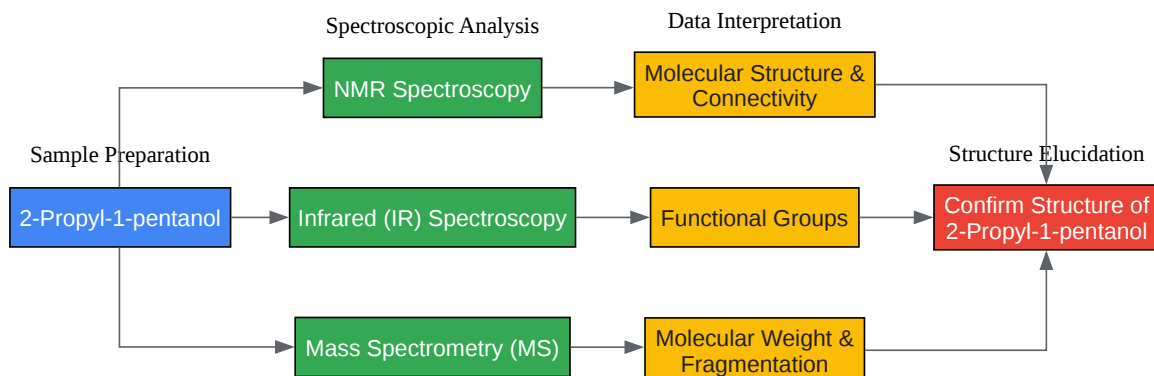 Spectroscopic Analysis
Data Interpretation
NMR Spectroscopy
Molecular Structure &
Connectivity
Sample Preparation
Structure Elucidation
2-Propyl-1-pentanol
Infrared (IR) Spectroscopy
Functional Groups
Confirm Structure of
2-Propyl-1-pentanol
Mass Spectrometry (MS)
Molecular Weight &
Fragmentation